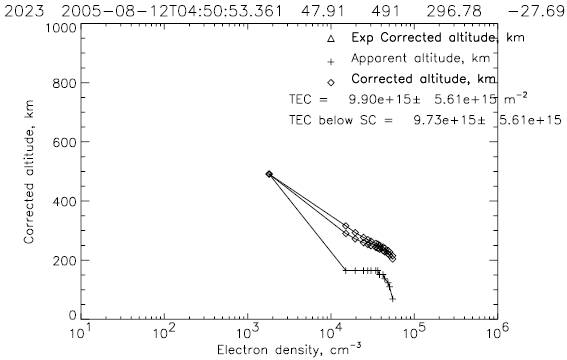 2023 2005-08-12T04:50:53.361 47.91 491 296.78 -27.69
1000
Exp Corrected altitude, km
Apparent altitude, km
Corrected altitude, km
800
TEC = 9.90e+15± 5.61e+15 m⁻²
TEC below SC = 9.73e+15± 5.61e+15
600
Corrected altitude, km
400
200
0
10¹ 10² 10³ 10⁴ 10⁵ 10⁶
Electron density, cm⁻³